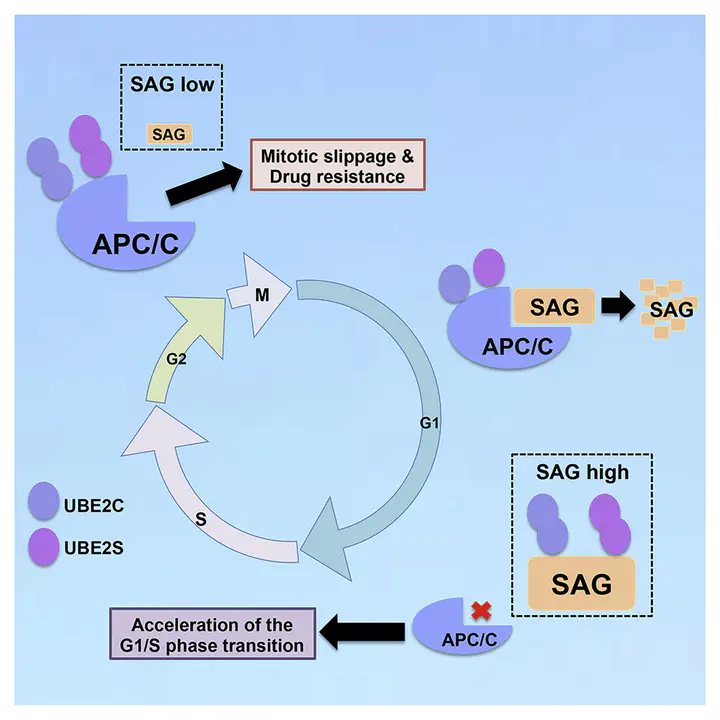 SAG low
SAG
APC/C
Mitotic slippage &
Drug resistance
M
G2
G1
S
SAG
APC/C
SAG
UBE2C
UBE2S
SAG high
SAG
APC/C
Acceleration of the
G1/S phase transition